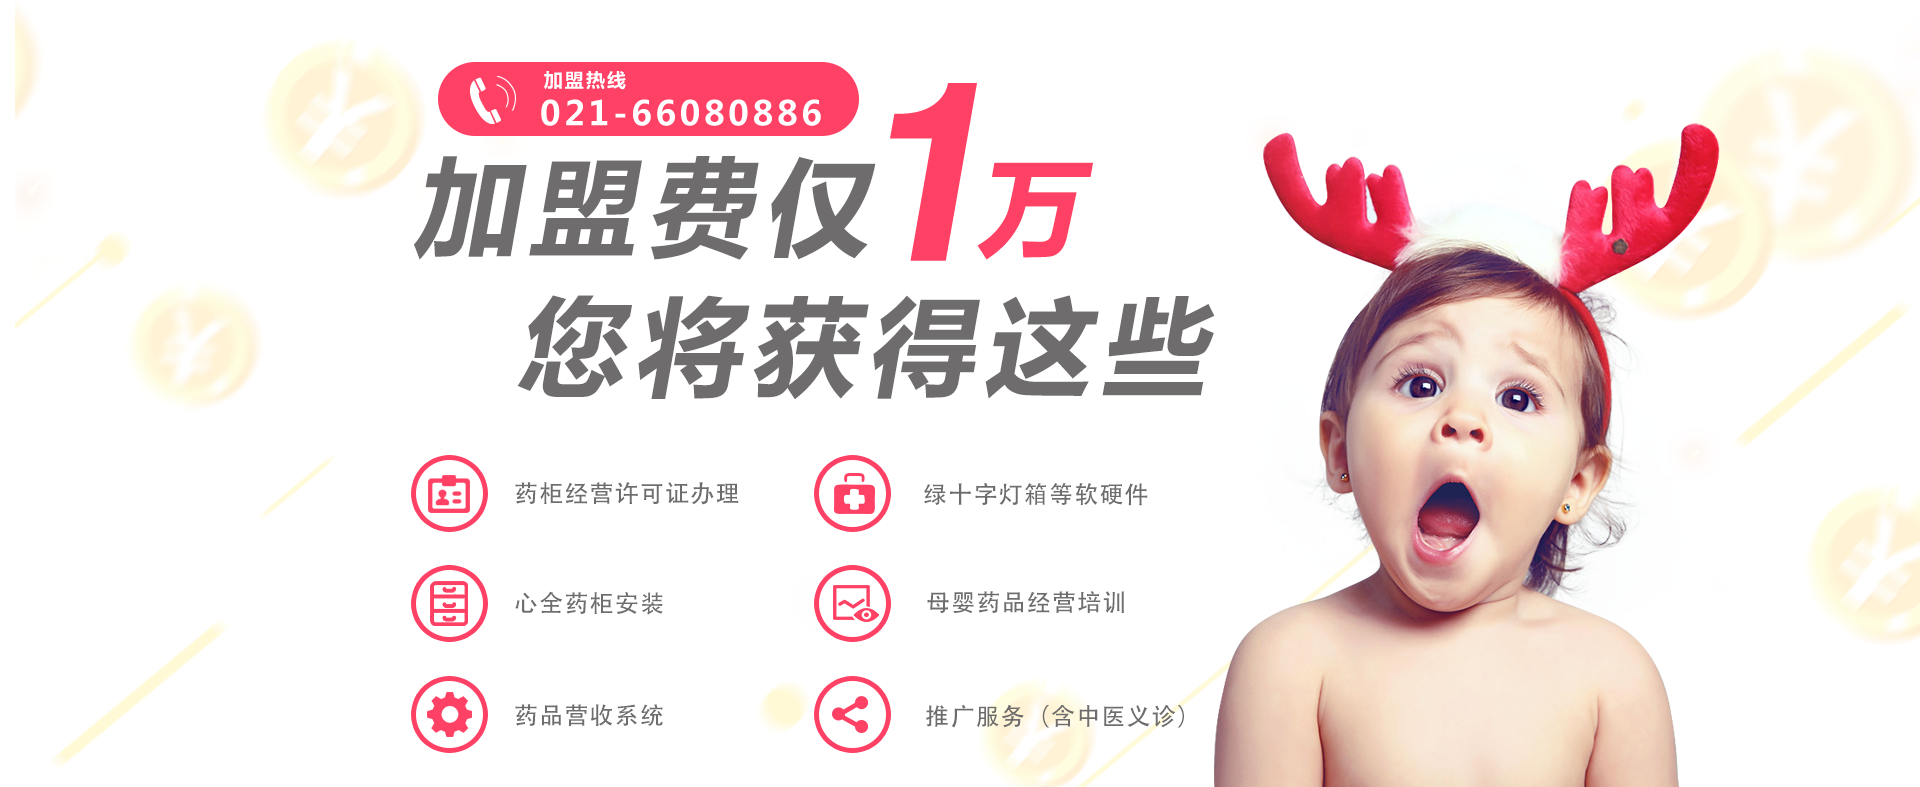 加盟热线
021-66080886
加盟费仅1万
您将获得这些
药柜经营许可证办理
绿十字灯箱等软硬件
心全药柜安装
母婴药品经营培训
药品营收系统
推广服务（含中医义诊）